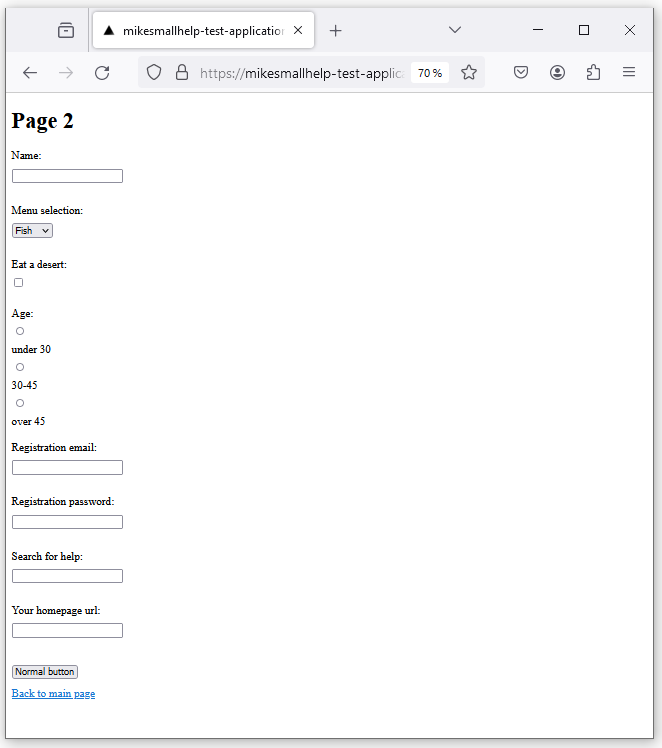 mikesmallhelp-test-application
https://mikesmallhelp-test-applica
70%
Page 2
Name:
Menu selection:
Fish
Eat a desert:
Age:
under 30
30-45
over 45
Registration email:
Registration password:
Search for help:
Your homepage url:
Normal button
Back to main page